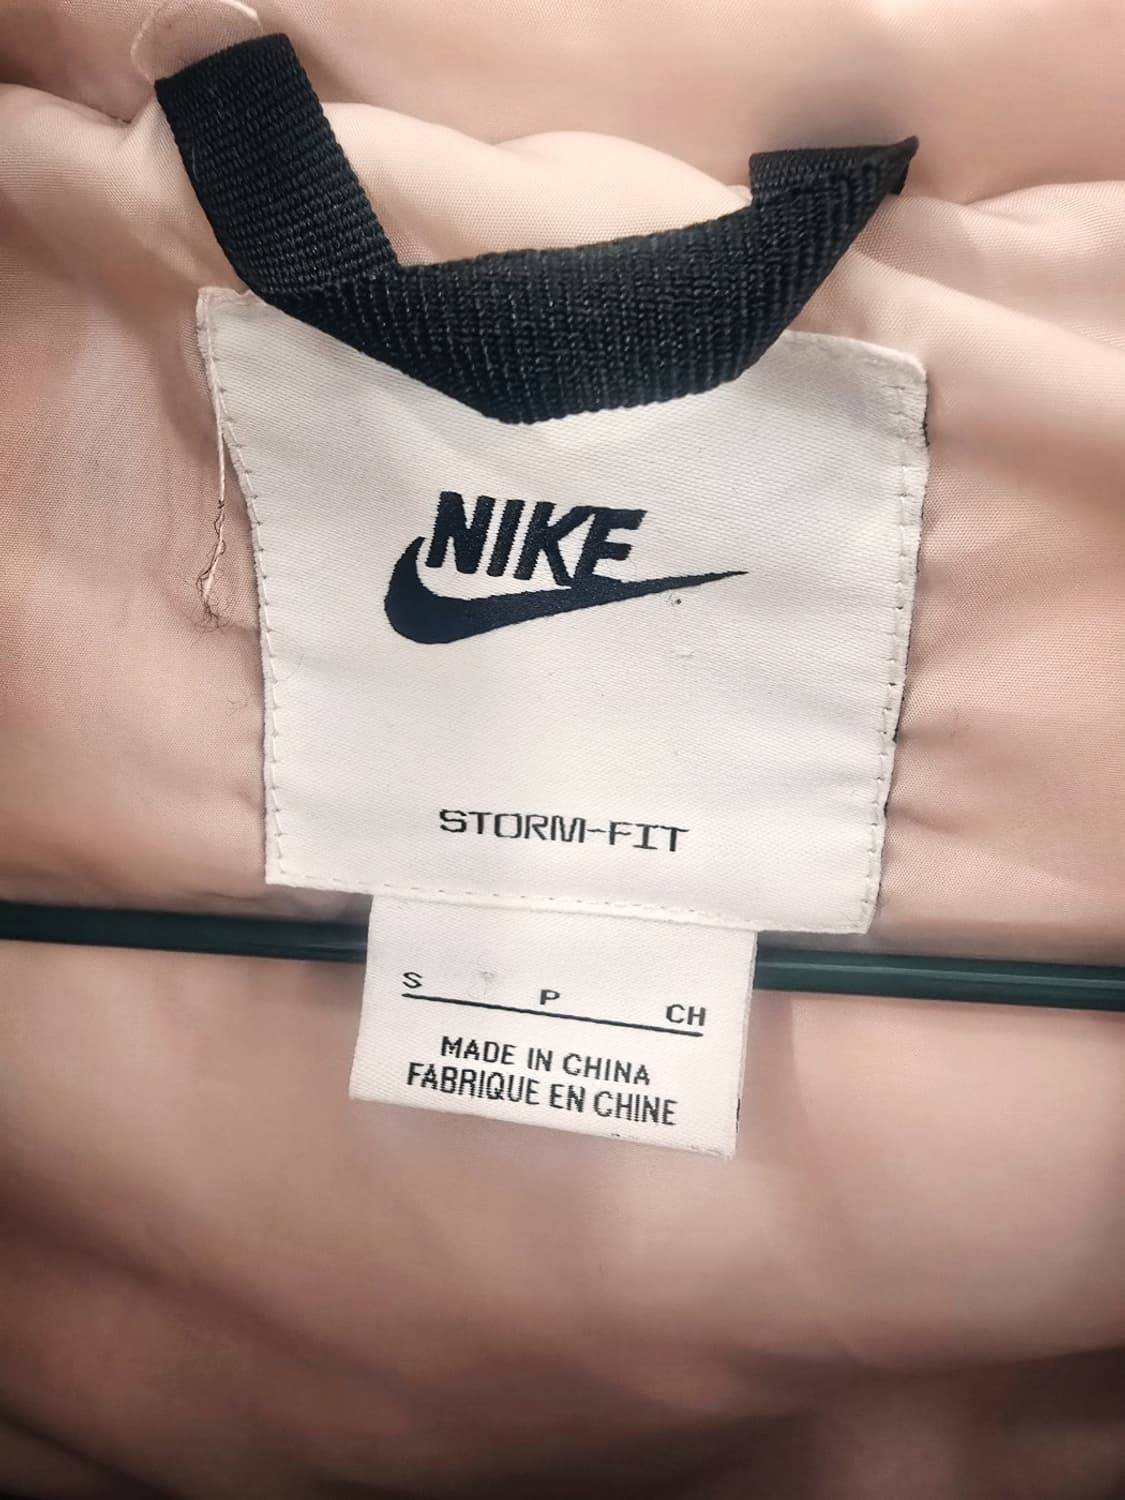 NIKE
STORM-FIT
S P CH
MADE IN CHINA
FABRIQUE EN CHINE